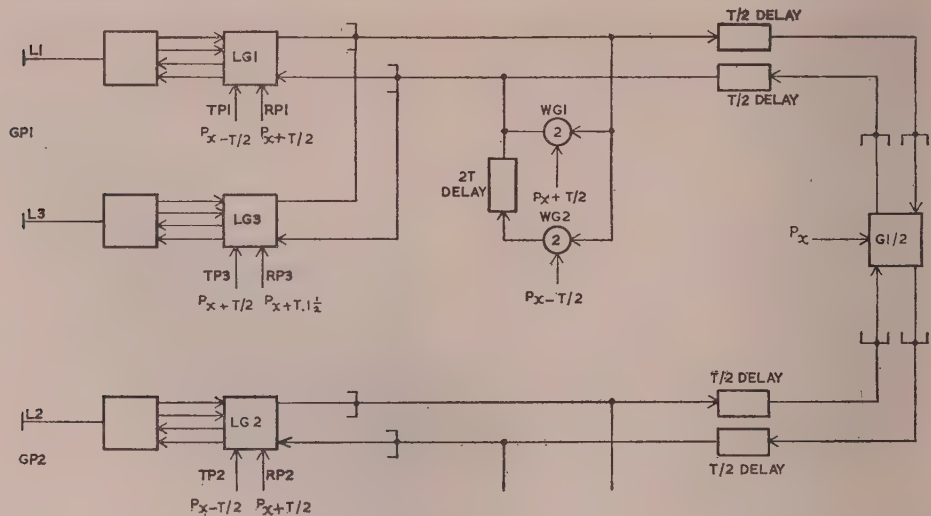 T/2 DELAY
L1
LG1
T/2 DELAY
TP1 RP1
GP1
Px-T/2 Px+T/2
WG1
2
2T
DELAY
Px+T/2
L3
LG3
WG2
2
Px
G1/2
TP3 RP3
Px+T/2 Px+T.1½
Px-T/2
T/2 DELAY
L2
LG2
GP2
TP2 RP2
T/2 DELAY
Px-T/2 Px+T/2